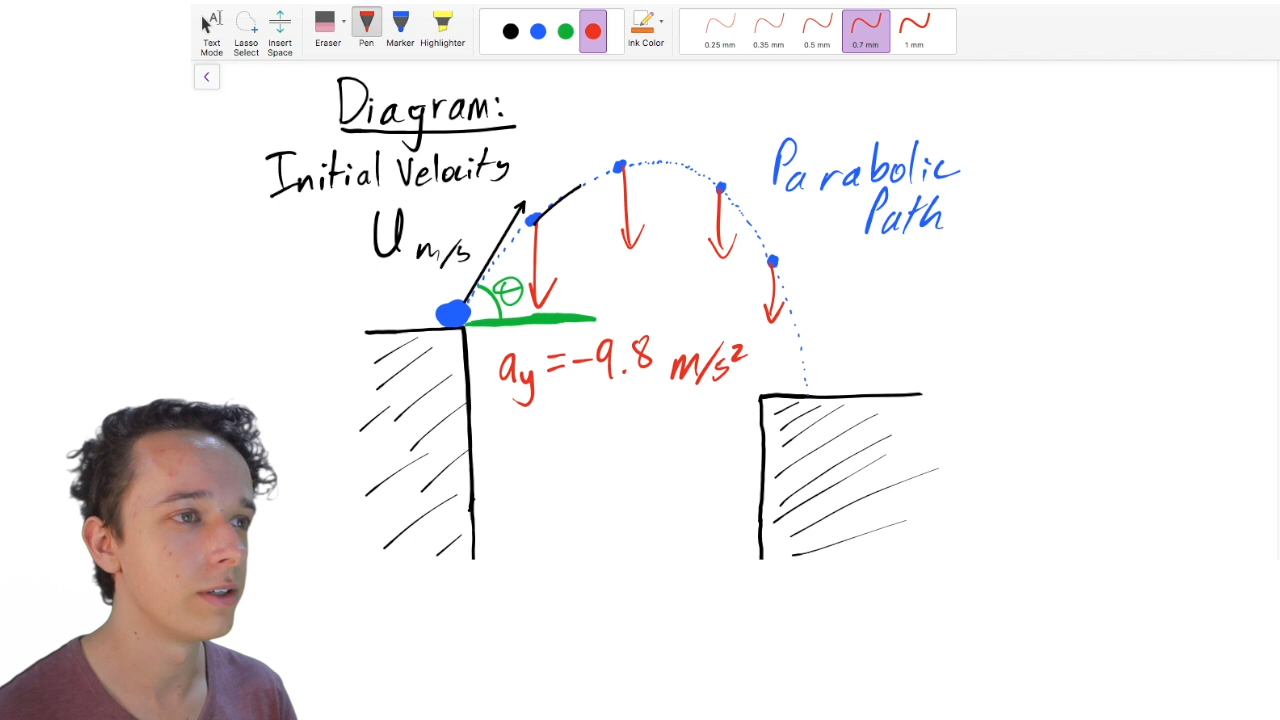 Text Mode
Lasso Select
Insert Space
Eraser
Pen
Marker
Highlighter
Ink Color
0.25 mm
0.35 mm
0.5 mm
0.7 mm
1 mm
Diagram:
Initial Velocity
U m/s
θ
Parabolic
Path
ay = -9.8 m/s²